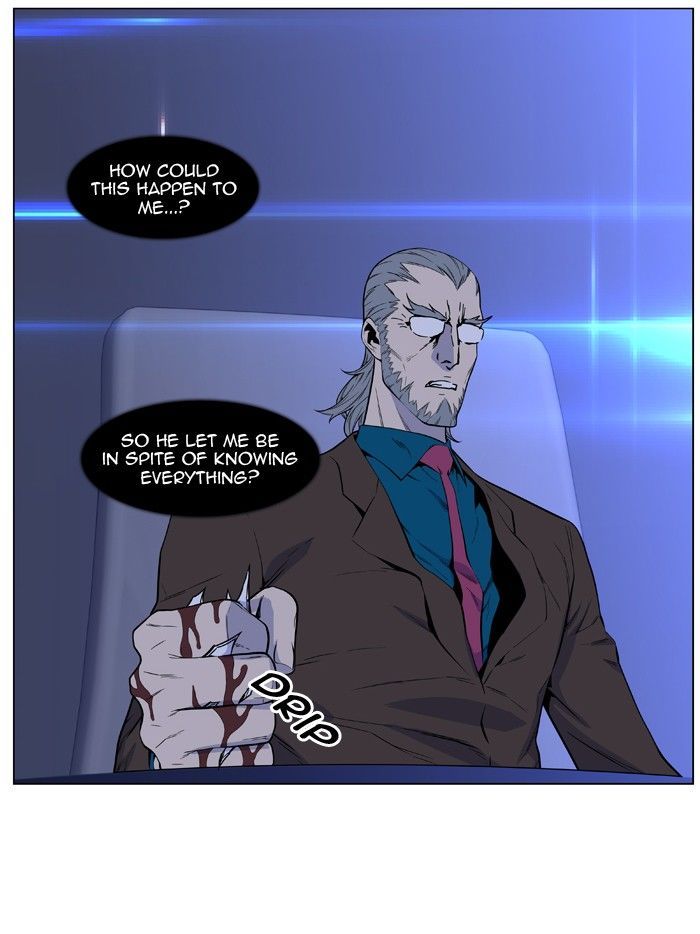 HOW COULD
THIS HAPPEN TO
ME...?
SO HE LET ME BE
IN SPITE OF KNOWING
EVERYTHING?
DRIP